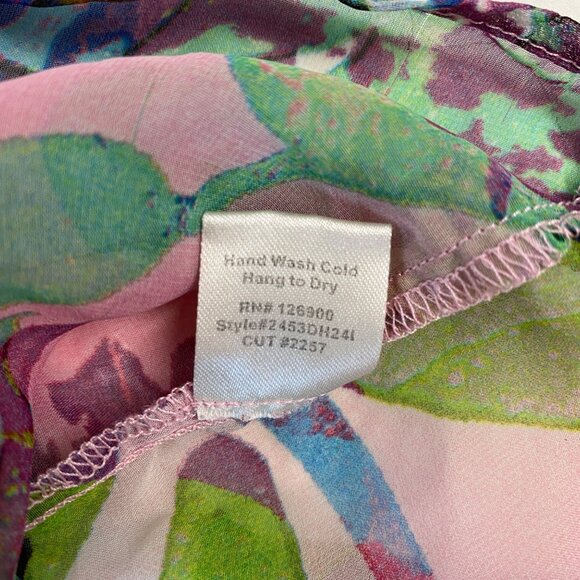 Hand Wash Cold
Hang to Dry
RN# 126900
Style#2453DH24I
CUT #2257